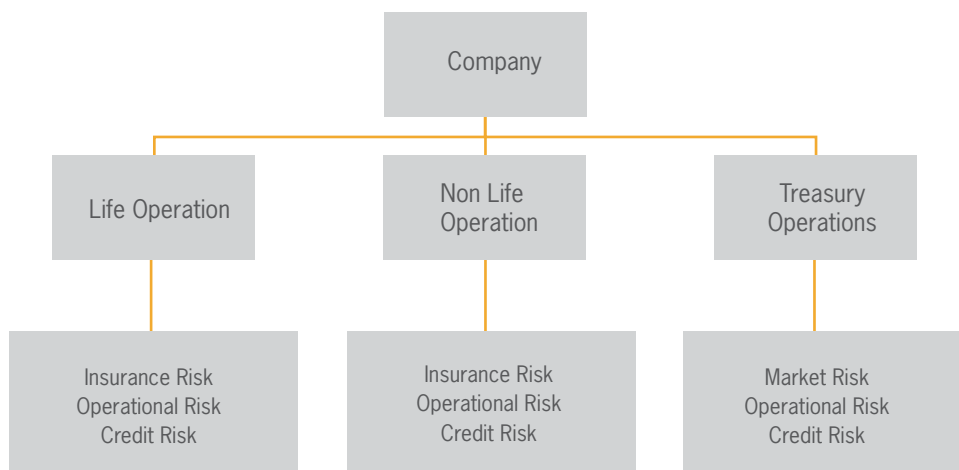 Company
Life Operation
Non Life
Operation
Treasury
Operations
Insurance Risk
Operational Risk
Credit Risk
Insurance Risk
Operational Risk
Credit Risk
Market Risk
Operational Risk
Credit Risk